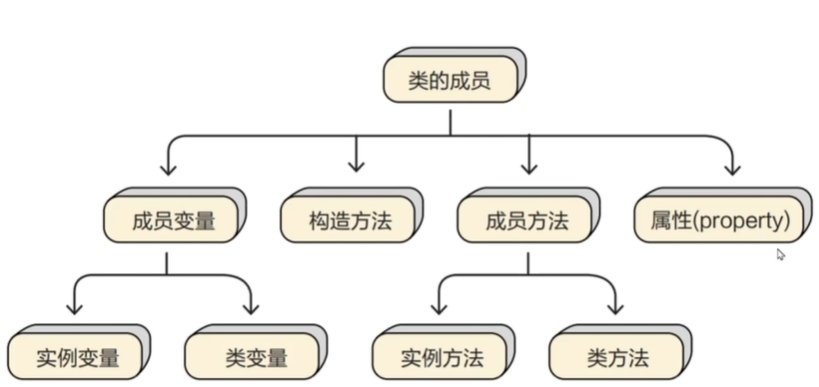 类的成员
成员变量
构造方法
成员方法
属性(property)
实例变量
类变量
实例方法
类方法